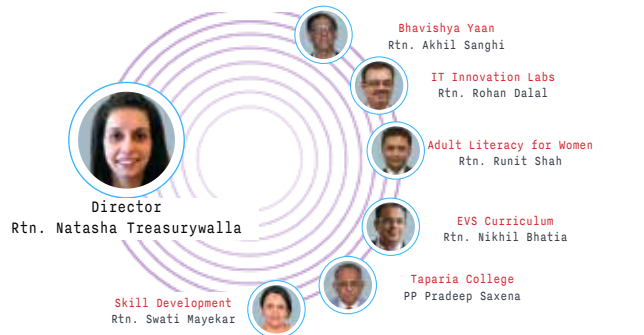 Bhavishya Yaan
Rtn. Akhil Sanghi
IT Innovation Labs
Rtn. Rohan Dalal
Adult Literacy for Women
Rtn. Runit Shah
Director
Rtn. Natasha Treasurywalla
EVS Curriculum
Rtn. Nikhil Bhatia
Taparia College
PP Pradeep Saxena
Skill Development
Rtn. Swati Mayekar